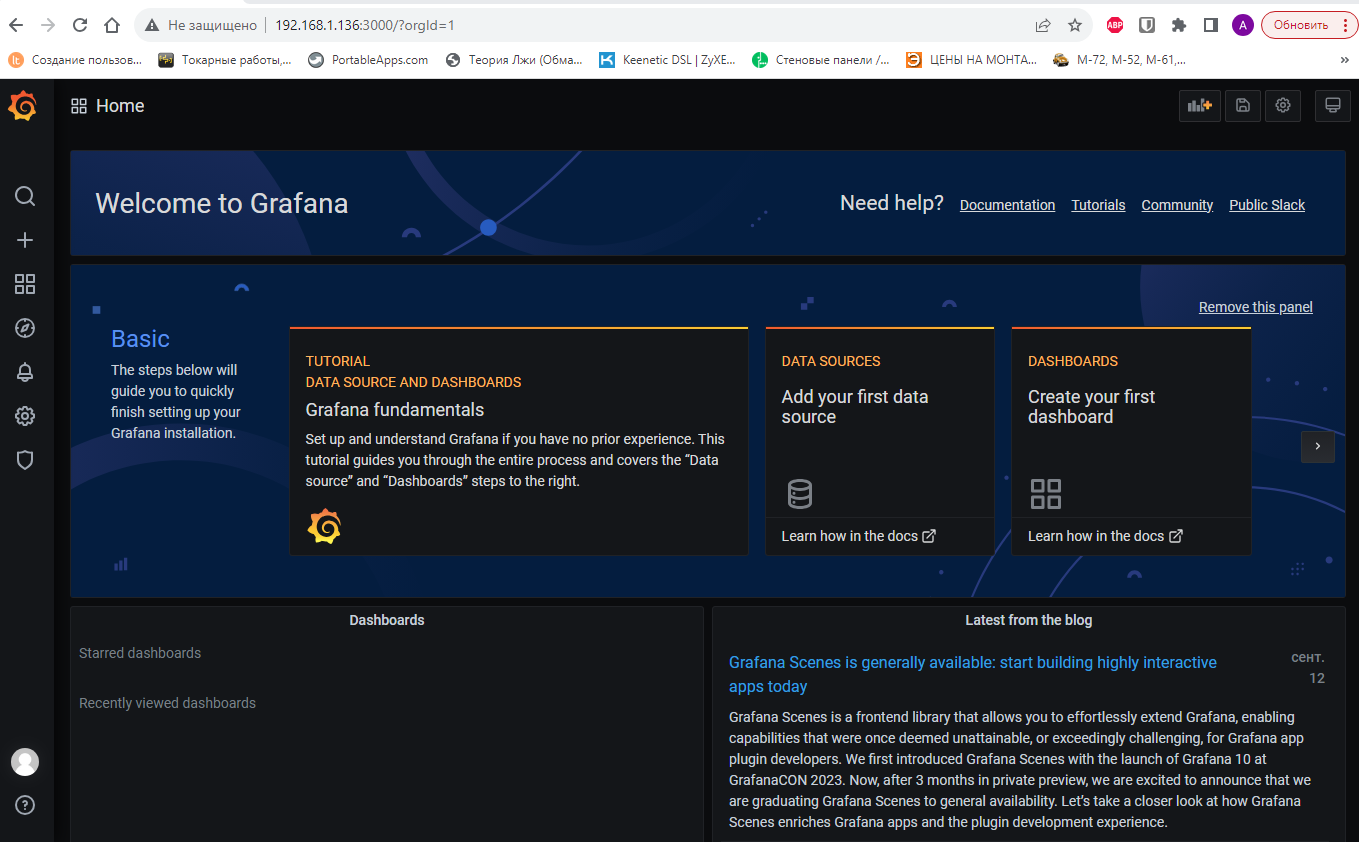 Не защищено
192.168.1.136:3000/?orgId=1
ABP
A
Обновить
lt
Создание пользов...
Токарные работы,...
PortableApps.com
Теория Лжи (Обма...
Keenetic DSL | ZyXE...
Стеновые панели /...
ЦЕНЫ НА МОНТА...
М-72, М-52, М-61,...
»
Home
Welcome to Grafana
Need help?
Documentation
Tutorials
Community
Public Slack
Remove this panel
Basic
The steps below will
guide you to quickly
finish setting up your
Grafana installation.
TUTORIAL
DATA SOURCE AND DASHBOARDS
Grafana fundamentals
Set up and understand Grafana if you have no prior experience. This
tutorial guides you through the entire process and covers the “Data
source” and “Dashboards” steps to the right.
DATA SOURCES
Add your first data
source
Learn how in the docs
DASHBOARDS
Create your first
dashboard
Learn how in the docs
Dashboards
Starred dashboards
Recently viewed dashboards
Latest from the blog
Grafana Scenes is generally available: start building highly interactive
apps today
сент.
12
Grafana Scenes is a frontend library that allows you to effortlessly extend Grafana, enabling
capabilities that were once deemed unattainable, or exceedingly challenging, for Grafana app
plugin developers. We first introduced Grafana Scenes with the launch of Grafana 10 at
GrafanaCON 2023. Now, after 3 months in private preview, we are excited to announce that we
are graduating Grafana Scenes to general availability. Let’s take a closer look at how Grafana
Scenes enriches Grafana apps and the plugin development experience.